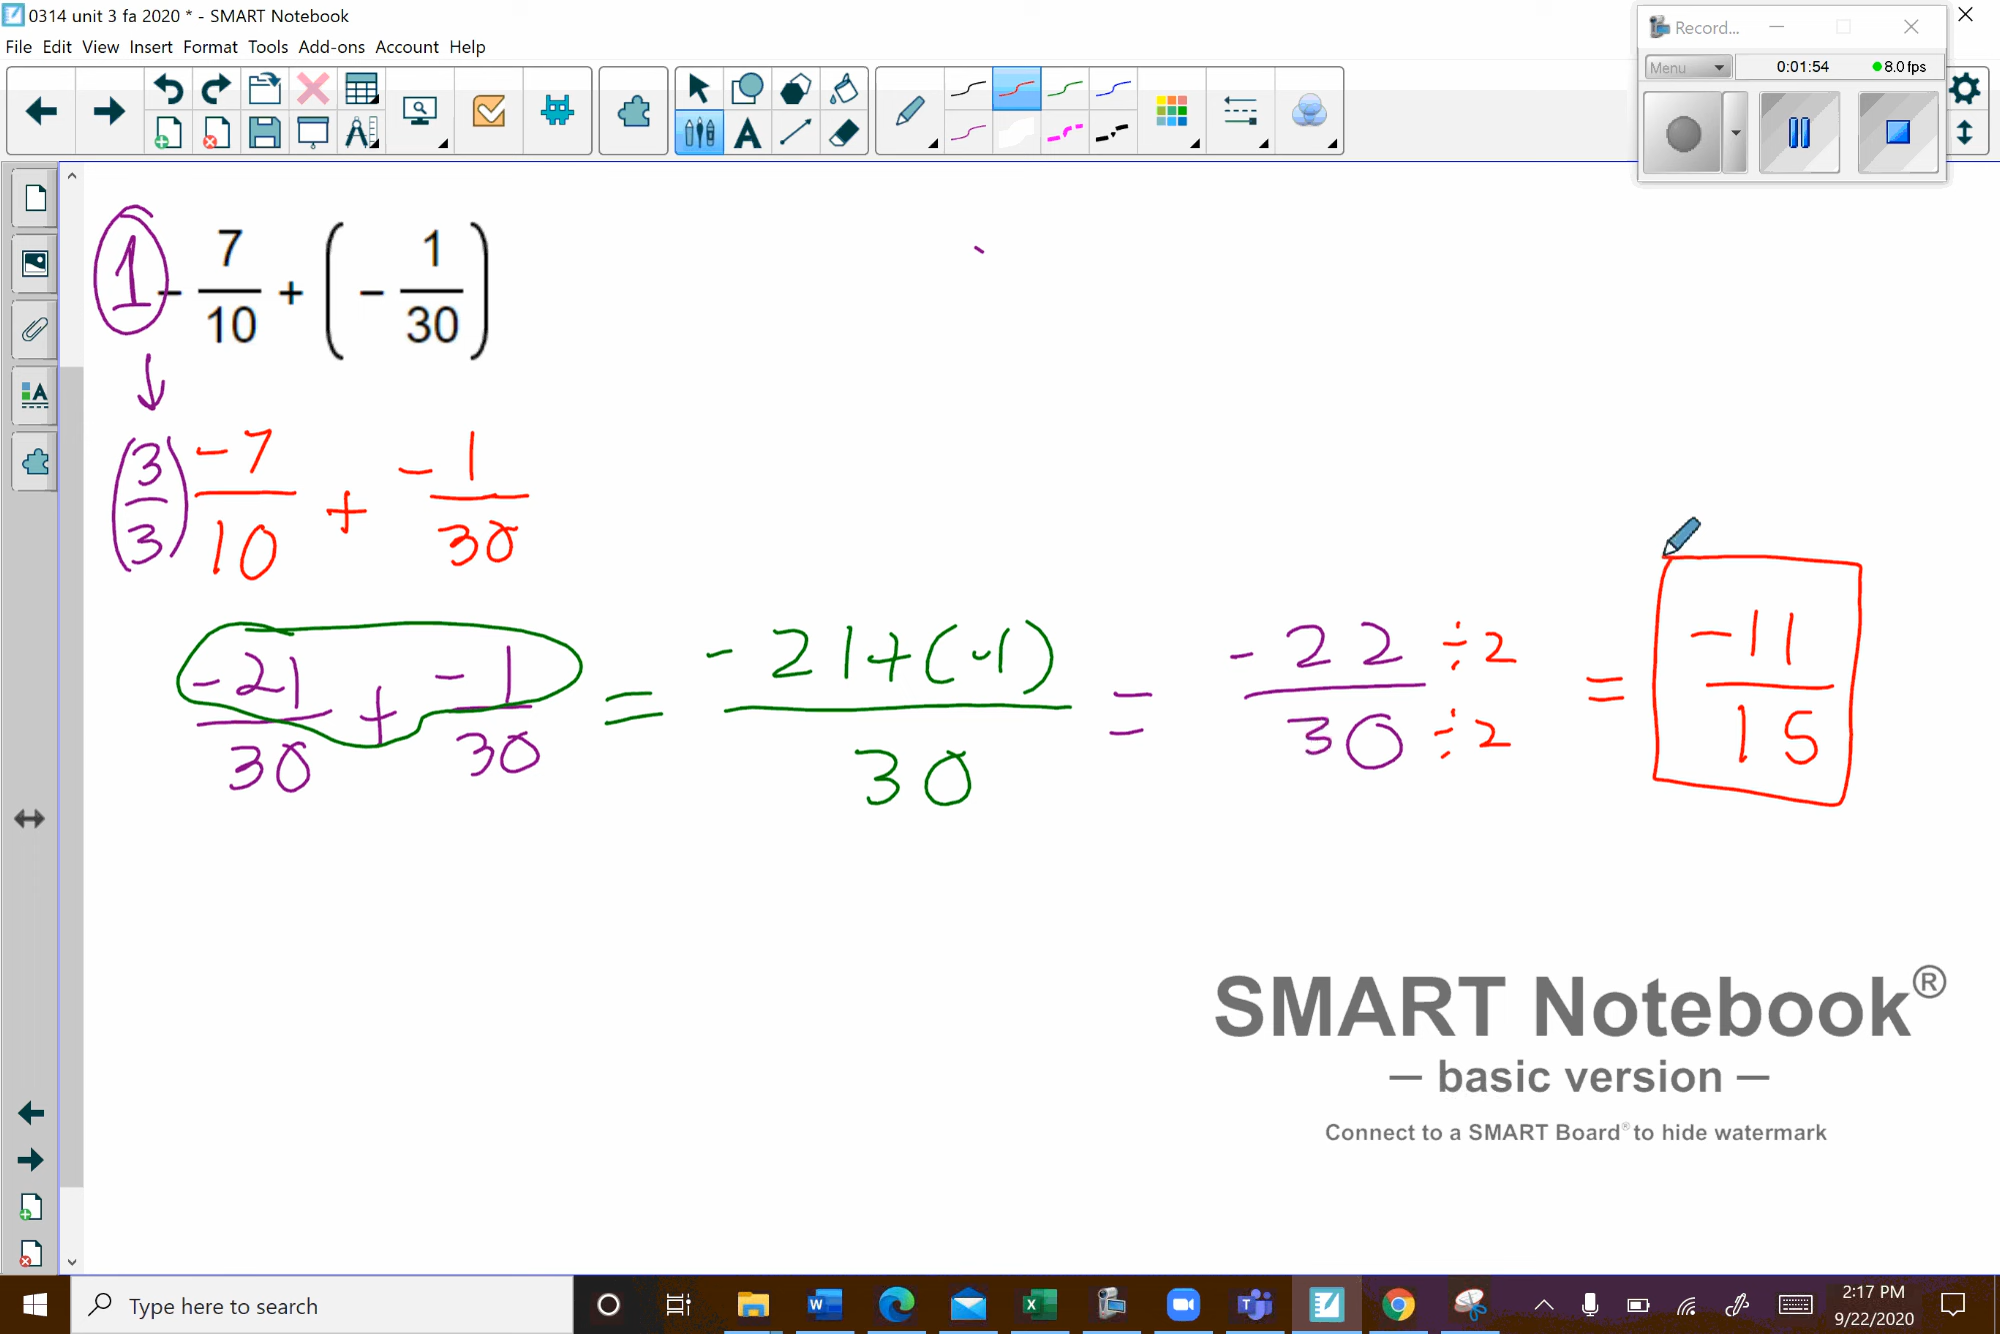 0314 unit 3 fa 2020 * - SMART Notebook
File Edit View Insert Format Tools Add-ons Account Help
Record...
Menu 0:01:54 8.0 fps
1 - 7/10 + (- 1/30)
(3/3) -7/10 + -1/30
-21/30 + -1/30 = -21+(-1)/30 = -22÷2/30÷2 = -11/15
SMART Notebook®
— basic version —
Connect to a SMART Board® to hide watermark
Type here to search
2:17 PM
9/22/2020